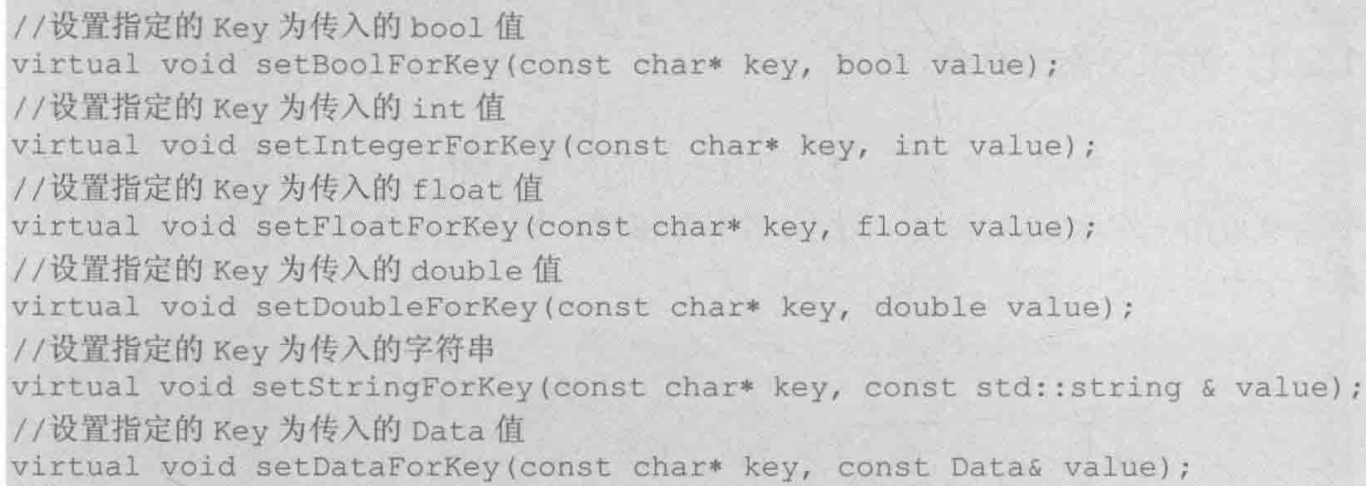 //设置指定的 Key 为传入的 bool 值
virtual void setBoolForKey(const char* key, bool value);
//设置指定的 Key 为传入的 int 值
virtual void setIntegerForKey(const char* key, int value);
//设置指定的 Key 为传入的 float 值
virtual void setFloatForKey(const char* key, float value);
//设置指定的 Key 为传入的 double 值
virtual void setDoubleForKey(const char* key, double value);
//设置指定的 Key 为传入的字符串
virtual void setStringForKey(const char* key, const std::string & value);
//设置指定的 Key 为传入的 Data 值
virtual void setDataForKey(const char* key, const Data& value);